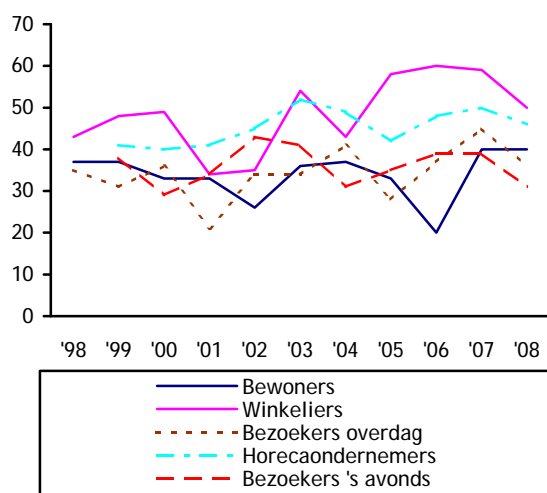 70
60
50
40
30
20
10
0
'98 '99 '00 '01 '02 '03 '04 '05 '06 '07 '08
Bewoners
Winkeliers
Bezoekers overdag
Horecaondernemers
Bezoekers 's avonds